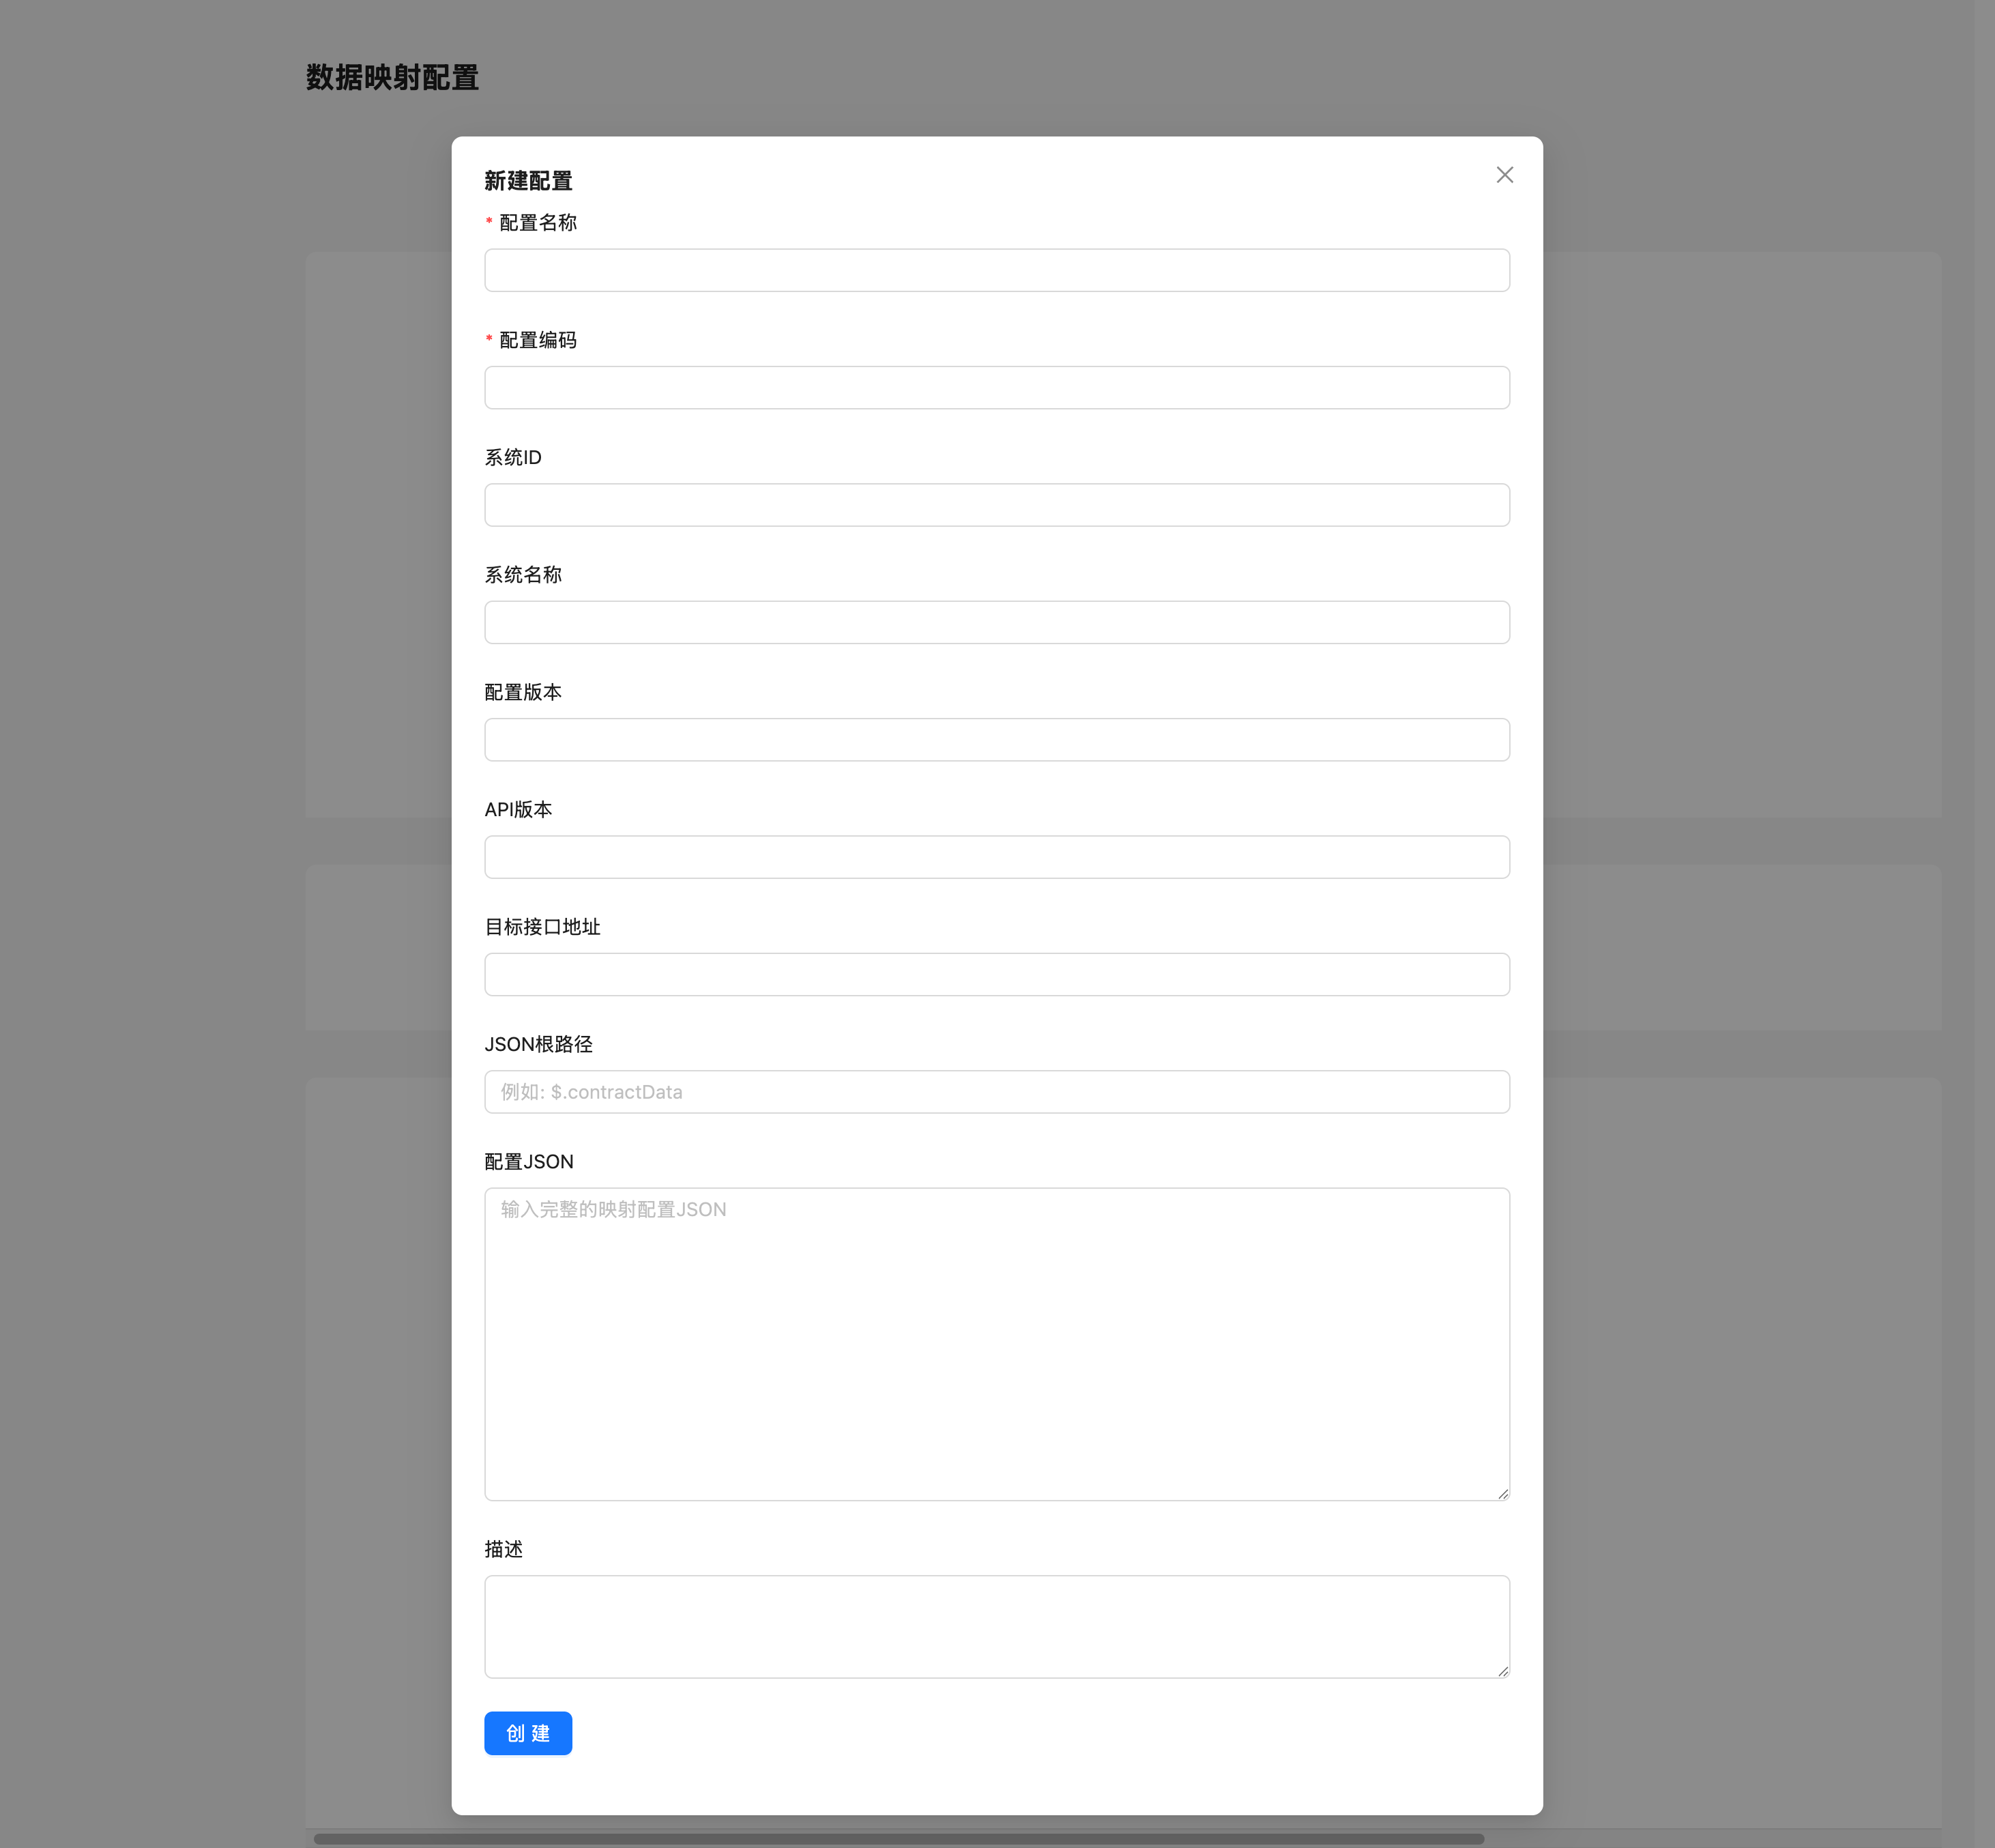 数据映射配置
新建配置
* 配置名称
* 配置编码
系统ID
系统名称
配置版本
API版本
目标接口地址
JSON根路径
例如: $.contractData
配置JSON
输入完整的映射配置JSON
描述
创 建